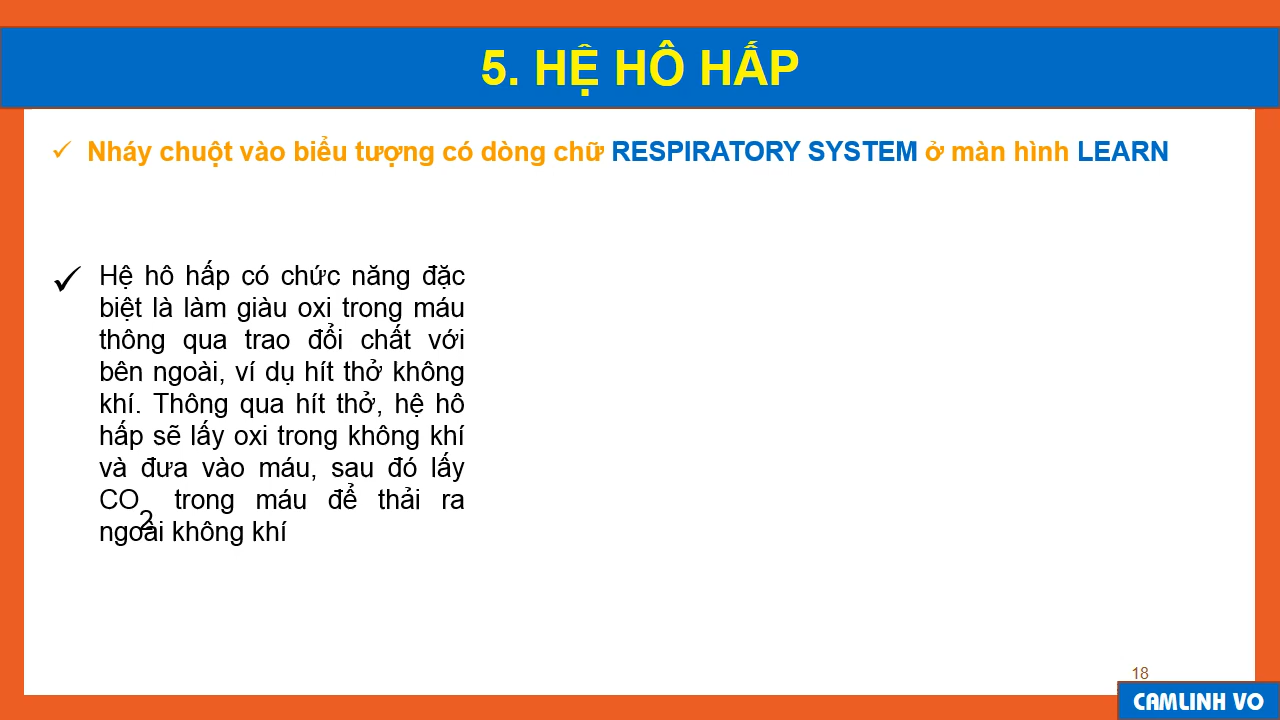 5. HỆ HÔ HẤP
✓ Nháy chuột vào biểu tượng có dòng chữ RESPIRATORY SYSTEM ở màn hình LEARN
✓ Hệ hô hấp có chức năng đặc
biệt là làm giàu oxi trong máu
thông qua trao đổi chất với
bên ngoài, ví dụ hít thở không
khí. Thông qua hít thở, hệ hô
hấp sẽ lấy oxi trong không khí
và đưa vào máu, sau đó lấy
CO₂ trong máu để thải ra
ngoài không khí
18
CAMLINH VO